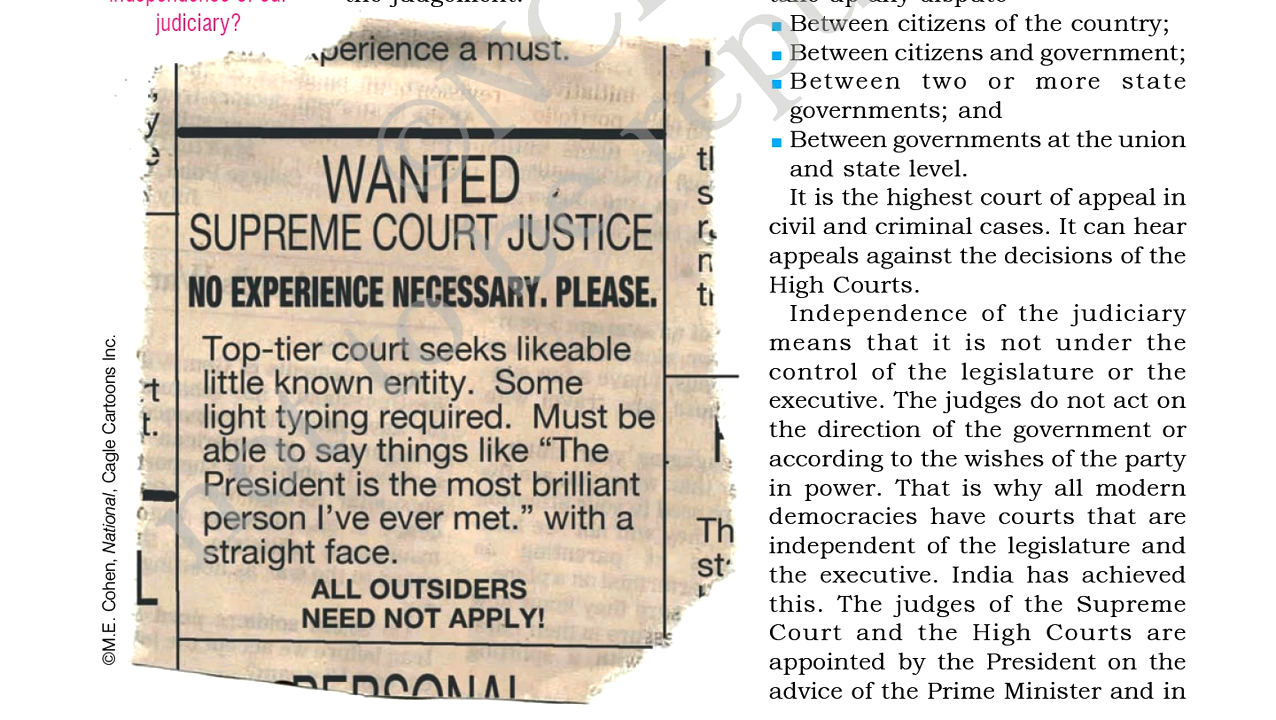 judiciary?
perience a must.
WANTED
SUPREME COURT JUSTICE
NO EXPERIENCE NECESSARY. PLEASE.
Top-tier court seeks likeable
little known entity. Some
light typing required. Must be
able to say things like “The
President is the most brilliant
person I’ve ever met.” with a
straight face.
ALL OUTSIDERS
NEED NOT APPLY!
PERSONAL
©M.E. Cohen, National, Cagle Cartoons Inc.
the judgement.
take up any dispute
▪ Between citizens of the country;
▪ Between citizens and government;
▪ Between two or more state
governments; and
▪ Between governments at the union
and state level.
It is the highest court of appeal in
civil and criminal cases. It can hear
appeals against the decisions of the
High Courts.
Independence of the judiciary
means that it is not under the
control of the legislature or the
executive. The judges do not act on
the direction of the government or
according to the wishes of the party
in power. That is why all modern
democracies have courts that are
independent of the legislature and
the executive. India has achieved
this. The judges of the Supreme
Court and the High Courts are
appointed by the President on the
advice of the Prime Minister and in